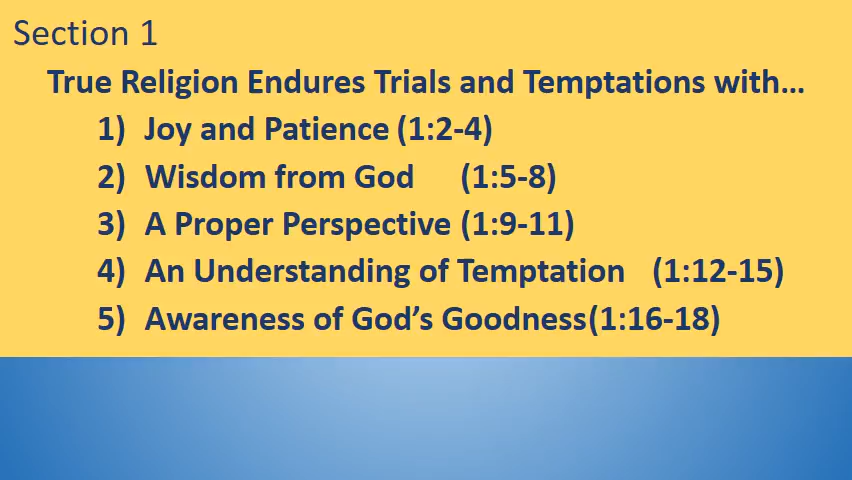 Section 1
True Religion Endures Trials and Temptations with...
1) Joy and Patience (1:2-4)
2) Wisdom from God (1:5-8)
3) A Proper Perspective (1:9-11)
4) An Understanding of Temptation (1:12-15)
5) Awareness of God’s Goodness(1:16-18)